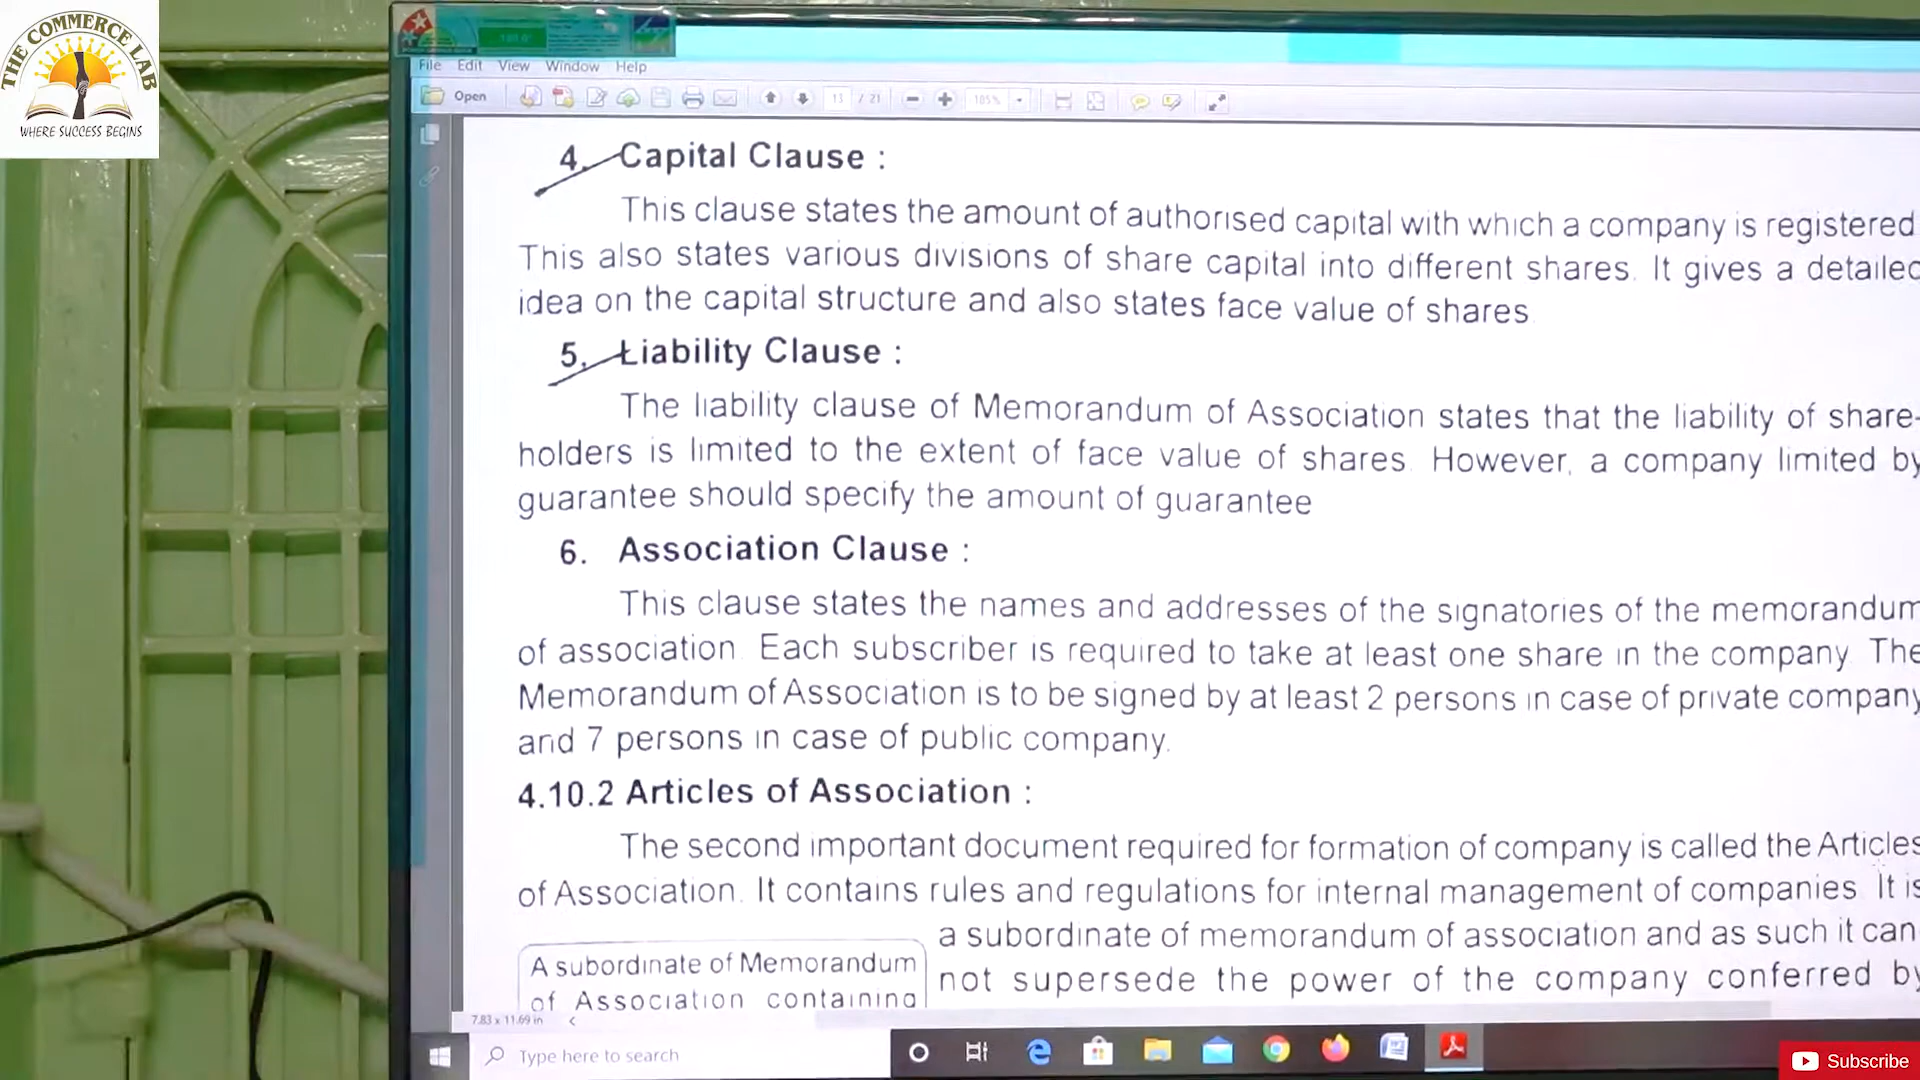 THE COMMERCE LAB
WHERE SUCCESS BEGINS
File Edit View Window Help
Open 13 / 21 185%
4. Capital Clause :
This clause states the amount of authorised capital with which a company is registered
This also states various divisions of share capital into different shares. It gives a detailed
idea on the capital structure and also states face value of shares
5. Liability Clause :
The liability clause of Memorandum of Association states that the liability of share-
holders is limited to the extent of face value of shares. However, a company limited by
guarantee should specify the amount of guarantee
6. Association Clause :
This clause states the names and addresses of the signatories of the memorandum
of association. Each subscriber is required to take at least one share in the company. The
Memorandum of Association is to be signed by at least 2 persons in case of private company
and 7 persons in case of public company.
4.10.2 Articles of Association :
The second important document required for formation of company is called the Articles
of Association. It contains rules and regulations for internal management of companies. It is
a subordinate of memorandum of association and as such it can
not supersede the power of the company conferred by
A subordinate of Memorandum
of Association containing
7.83 x 11.69 in
Type here to search
Subscribe